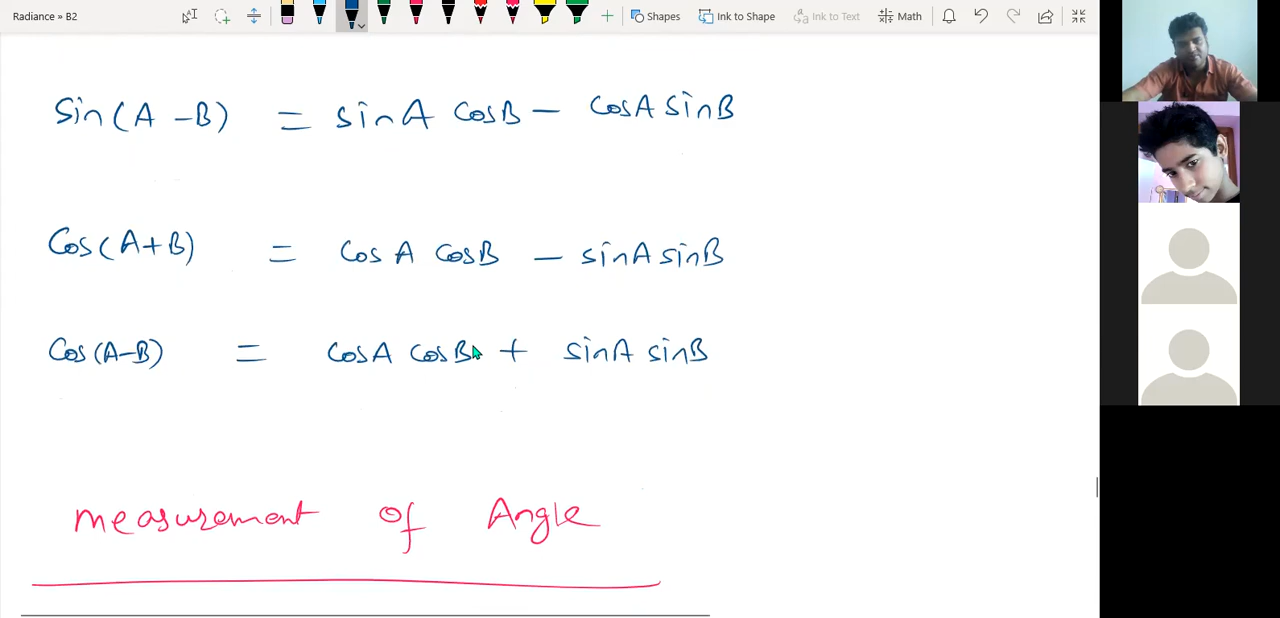 Radiance » B2
Shapes Ink to Shape Ink to Text Math
Sin(A - B) = sinA CosB - CosA sinB
Cos(A+B) = Cos A CosB - sinA sinB
Cos(A-B) = CosA CosB + sinA sinB
measurement of Angle